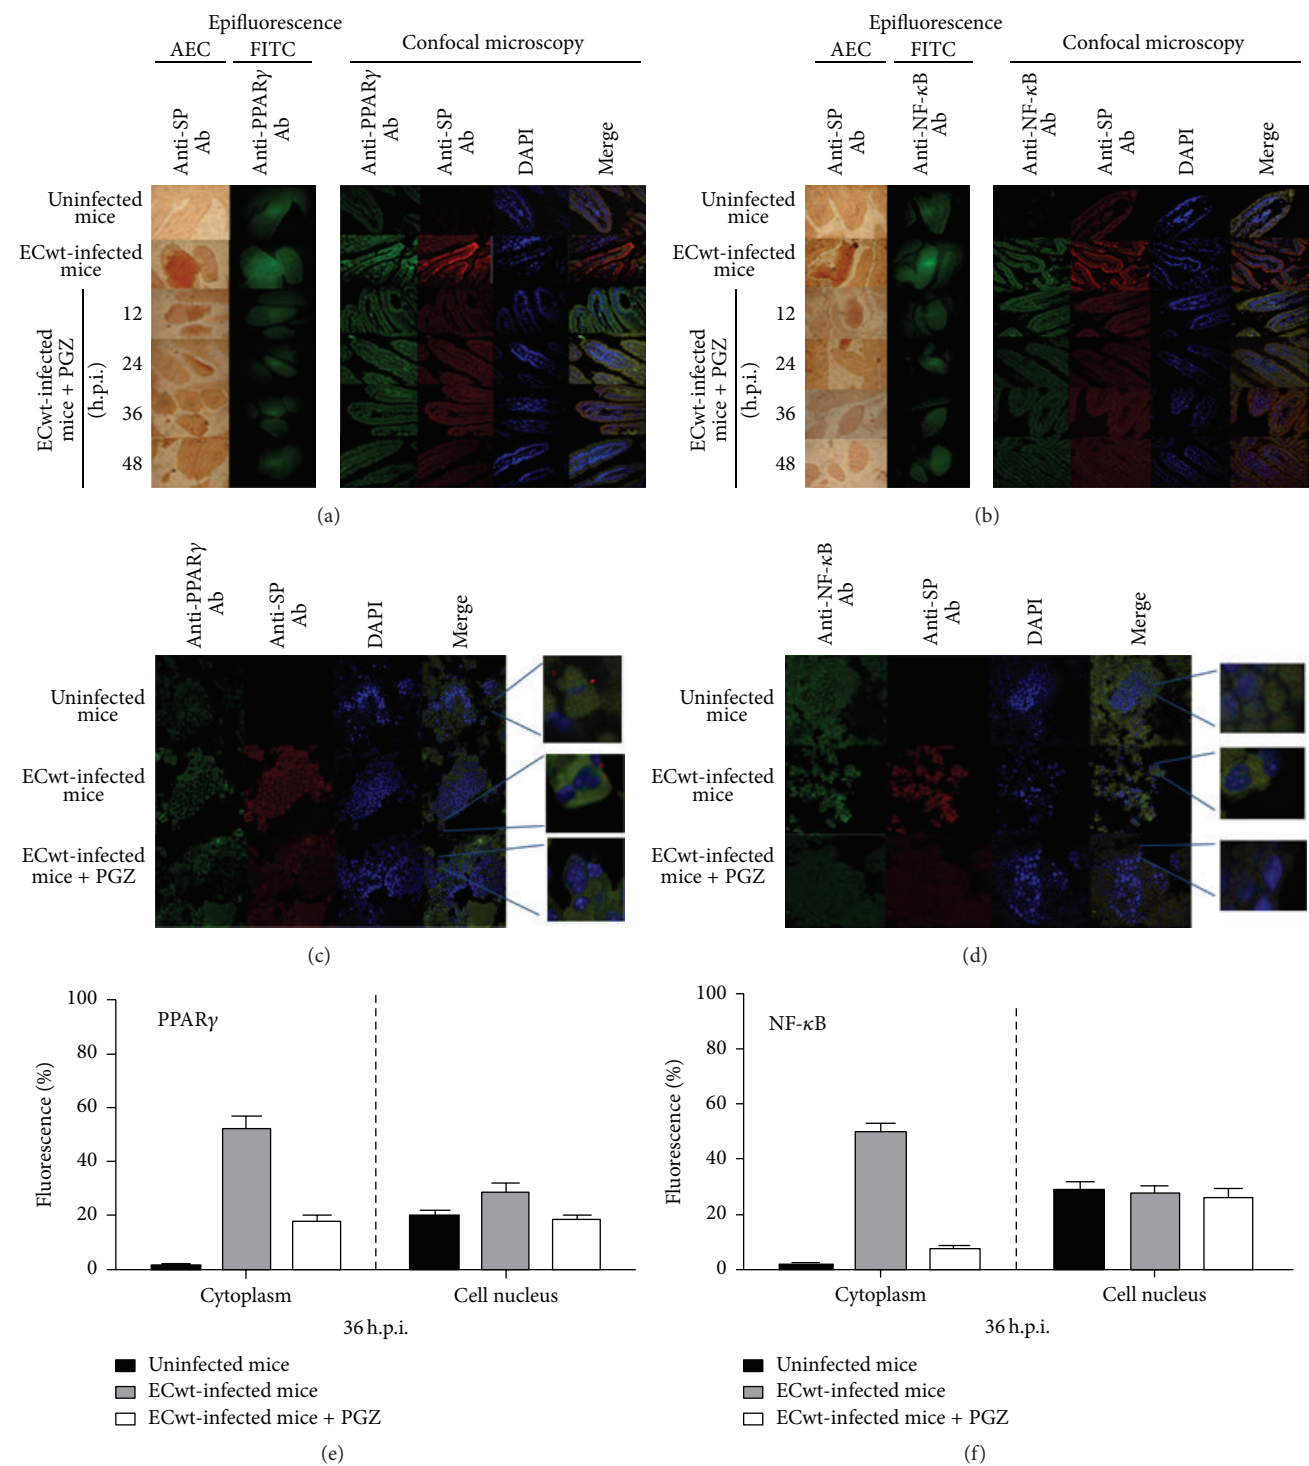 Epifluorescence
AEC
FITC
Confocal microscopy
Anti-SP
Ab
Anti-PPARγ
Ab
Anti-PPARγ
Ab
Anti-SP
Ab
DAPI
Merge
Uninfected
mice
ECwt-infected
mice
ECwt-infected
mice + PGZ
(h.p.i.)
12
24
36
48
(a)
Epifluorescence
AEC
FITC
Confocal microscopy
Anti-SP
Ab
Anti-NF-κB
Ab
Anti-NF-κB
Ab
Anti-SP
Ab
DAPI
Merge
Uninfected
mice
ECwt-infected
mice
ECwt-infected
mice + PGZ
(h.p.i.)
12
24
36
48
(b)
Anti-PPARγ
Ab
Anti-SP
Ab
DAPI
Merge
Uninfected
mice
ECwt-infected
mice
ECwt-infected
mice + PGZ
(c)
Anti-NF-κB
Ab
Anti-SP
Ab
DAPI
Merge
Uninfected
mice
ECwt-infected
mice
ECwt-infected
mice + PGZ
(d)
PPARγ
Fluorescence (%)
100
80
60
40
20
0
Cytoplasm
Cell nucleus
36 h.p.i.
Uninfected mice
ECwt-infected mice
ECwt-infected mice + PGZ
(e)
NF-κB
Fluorescence (%)
100
80
60
40
20
0
Cytoplasm
Cell nucleus
36 h.p.i.
Uninfected mice
ECwt-infected mice
ECwt-infected mice + PGZ
(f)